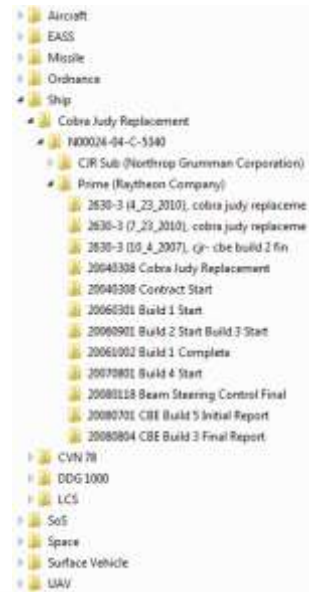 Aircraft
EASS
Missile
Ordnance
Ship
Cobra Judy Replacement
N00024-04-C-5340
CJR Sub (Northrop Grumman Corporation)
Prime (Raytheon Company)
2630-3 (4_23_2010), cobra judy replaceme
2630-3 (7_23_2010), cobra judy replaceme
2630-3 (10_4_2007), cjr- cbe build 2 fin
20040308 Cobra Judy Replacement
20040308 Contract Start
20060301 Build 1 Start
20060901 Build 2 Start Build 3 Start
20061002 Build 1 Complete
20070801 Build 4 Start
20080118 Beam Steering Control Final
20080701 CBE Build 5 Initial Report
20080804 CBE Build 3 Final Report
CVN 78
DDG 1000
LCS
SoS
Space
Surface Vehicle
UAV